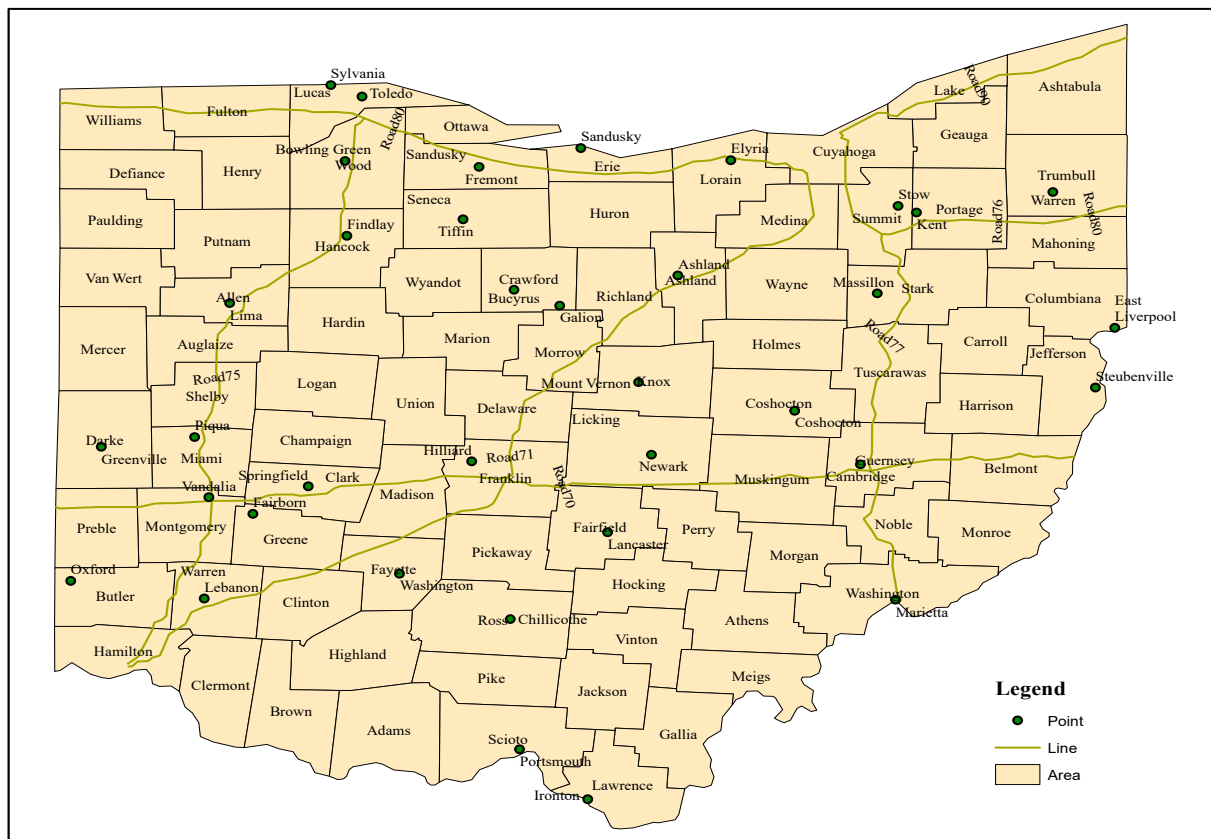 Sylvania
Lucas
Toledo
Williams
Fulton
Road80
Ottawa
Sandusky
Lake
Road90
Ashtabula
Geauga
Bowling Green
Wood
Henry
Defiance
Sandusky
Fremont
Erie
Elyria
Lorain
Cuyahoga
Trumbull
Warren
Road80
Paulding
Putnam
Seneca
Tiffin
Huron
Medina
Stow
Summit
Kent
Portage
Road76
Mahoning
Findlay
Hancock
Van Wert
Allen
Lima
Wyandot
Crawford
Bucyrus
Galion
Richland
Ashland
Ashland
Wayne
Massillon
Stark
Columbiana
East
Liverpool
Mercer
Auglaize
Hardin
Marion
Morrow
Holmes
Road77
Carroll
Jefferson
Steubenville
Road75
Shelby
Logan
Union
Delaware
Mount Vernon
Knox
Coshocton
Coshocton
Tuscarawas
Harrison
Licking
Darke
Greenville
Piqua
Miami
Champaign
Hilliard
Road71
Franklin
Newark
Guernsey
Cambridge
Belmont
Springfield
Clark
Vandalia
Madison
Road70
Muskingum
Preble
Montgomery
Fairborn
Greene
Pickaway
Fairfield
Lancaster
Perry
Morgan
Noble
Monroe
Oxford
Butler
Warren
Lebanon
Clinton
Fayette
Washington
Hocking
Washington
Marietta
Ross
Chillicothe
Athens
Hamilton
Highland
Vinton
Clermont
Brown
Adams
Pike
Jackson
Meigs
Gallia
Scioto
Portsmouth
Lawrence
Ironton
Legend
Point
Line
Area